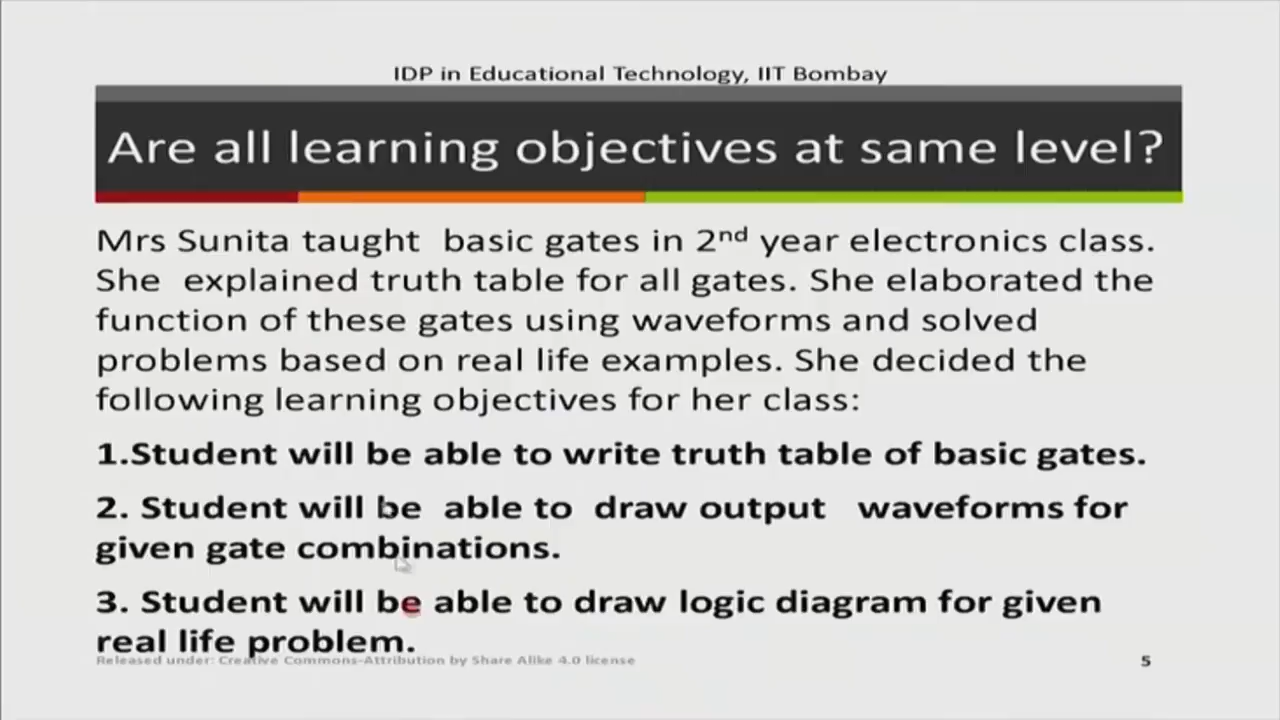 IDP in Educational Technology, IIT Bombay
Are all learning objectives at same level?
Mrs Sunita taught basic gates in 2nd year electronics class.
She explained truth table for all gates. She elaborated the
function of these gates using waveforms and solved
problems based on real life examples. She decided the
following learning objectives for her class:
1.Student will be able to write truth table of basic gates.
2. Student will be able to draw output waveforms for
given gate combinations.
3. Student will be able to draw logic diagram for given
real life problem.
Released under: Creative Commons-Attribution by Share Alike 4.0 license
5